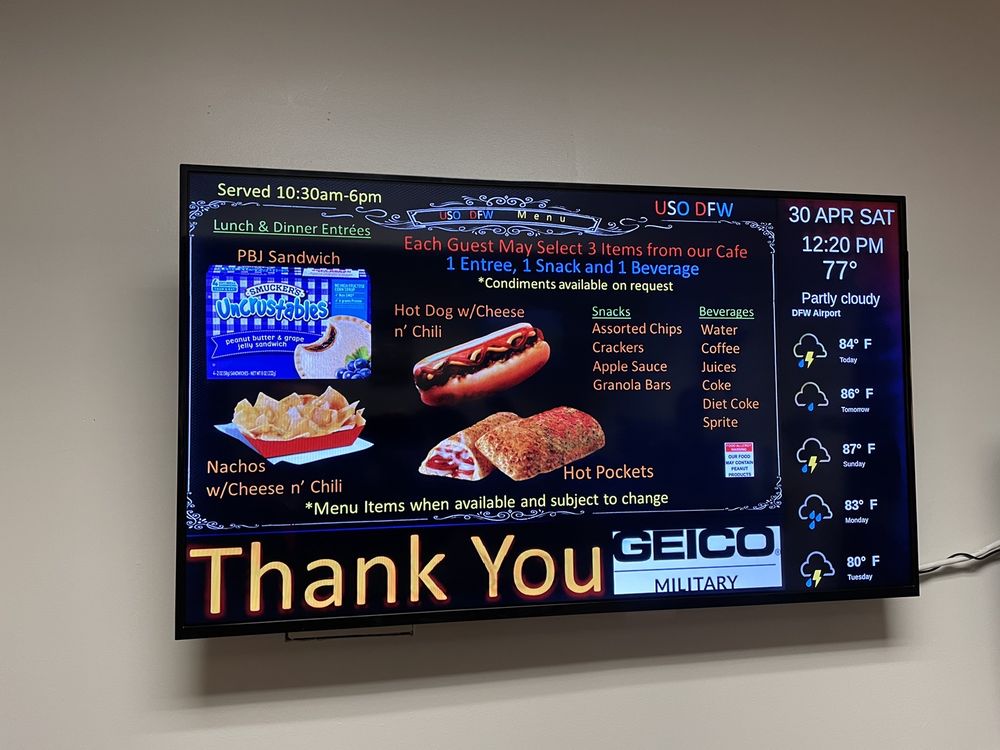 Served 10:30am-6pm
USO DFW Menu
USO DFW
Lunch & Dinner Entrées
Each Guest May Select 3 Items from our Cafe
1 Entree, 1 Snack and 1 Beverage
*Condiments available on request
PBJ Sandwich
SMUCKER'S
UNCRUSTABLES
peanut butter & grape
jelly sandwich
Hot Dog w/Cheese
n' Chili
Snacks
Assorted Chips
Crackers
Apple Sauce
Granola Bars
Beverages
Water
Coffee
Juices
Coke
Diet Coke
Sprite
Nachos
w/Cheese n' Chili
Hot Pockets
FOOD ALLERGY
WARNING
OUR FOOD
MAY CONTAIN
PEANUT
PRODUCTS
*Menu Items when available and subject to change
Thank You
GEICO
MILITARY
30 APR SAT
12:20 PM
77°
Partly cloudy
DFW Airport
84° F
Today
86° F
Tomorrow
87° F
Sunday
83° F
Monday
80° F
Tuesday